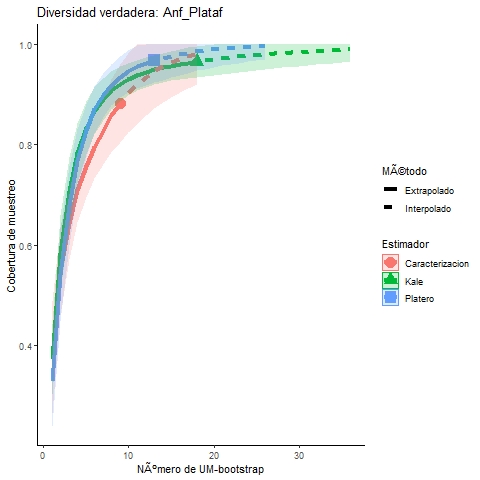 Diversidad verdadera: Anf_Plataf
Cobertura de muestreo
1.0
0.8
0.6
0.4
0
10
20
30
NÃºmero de UM-bootstrap
MÃ©todo
Extrapolado
Interpolado
Estimador
Caracterizacion
Kale
Platero